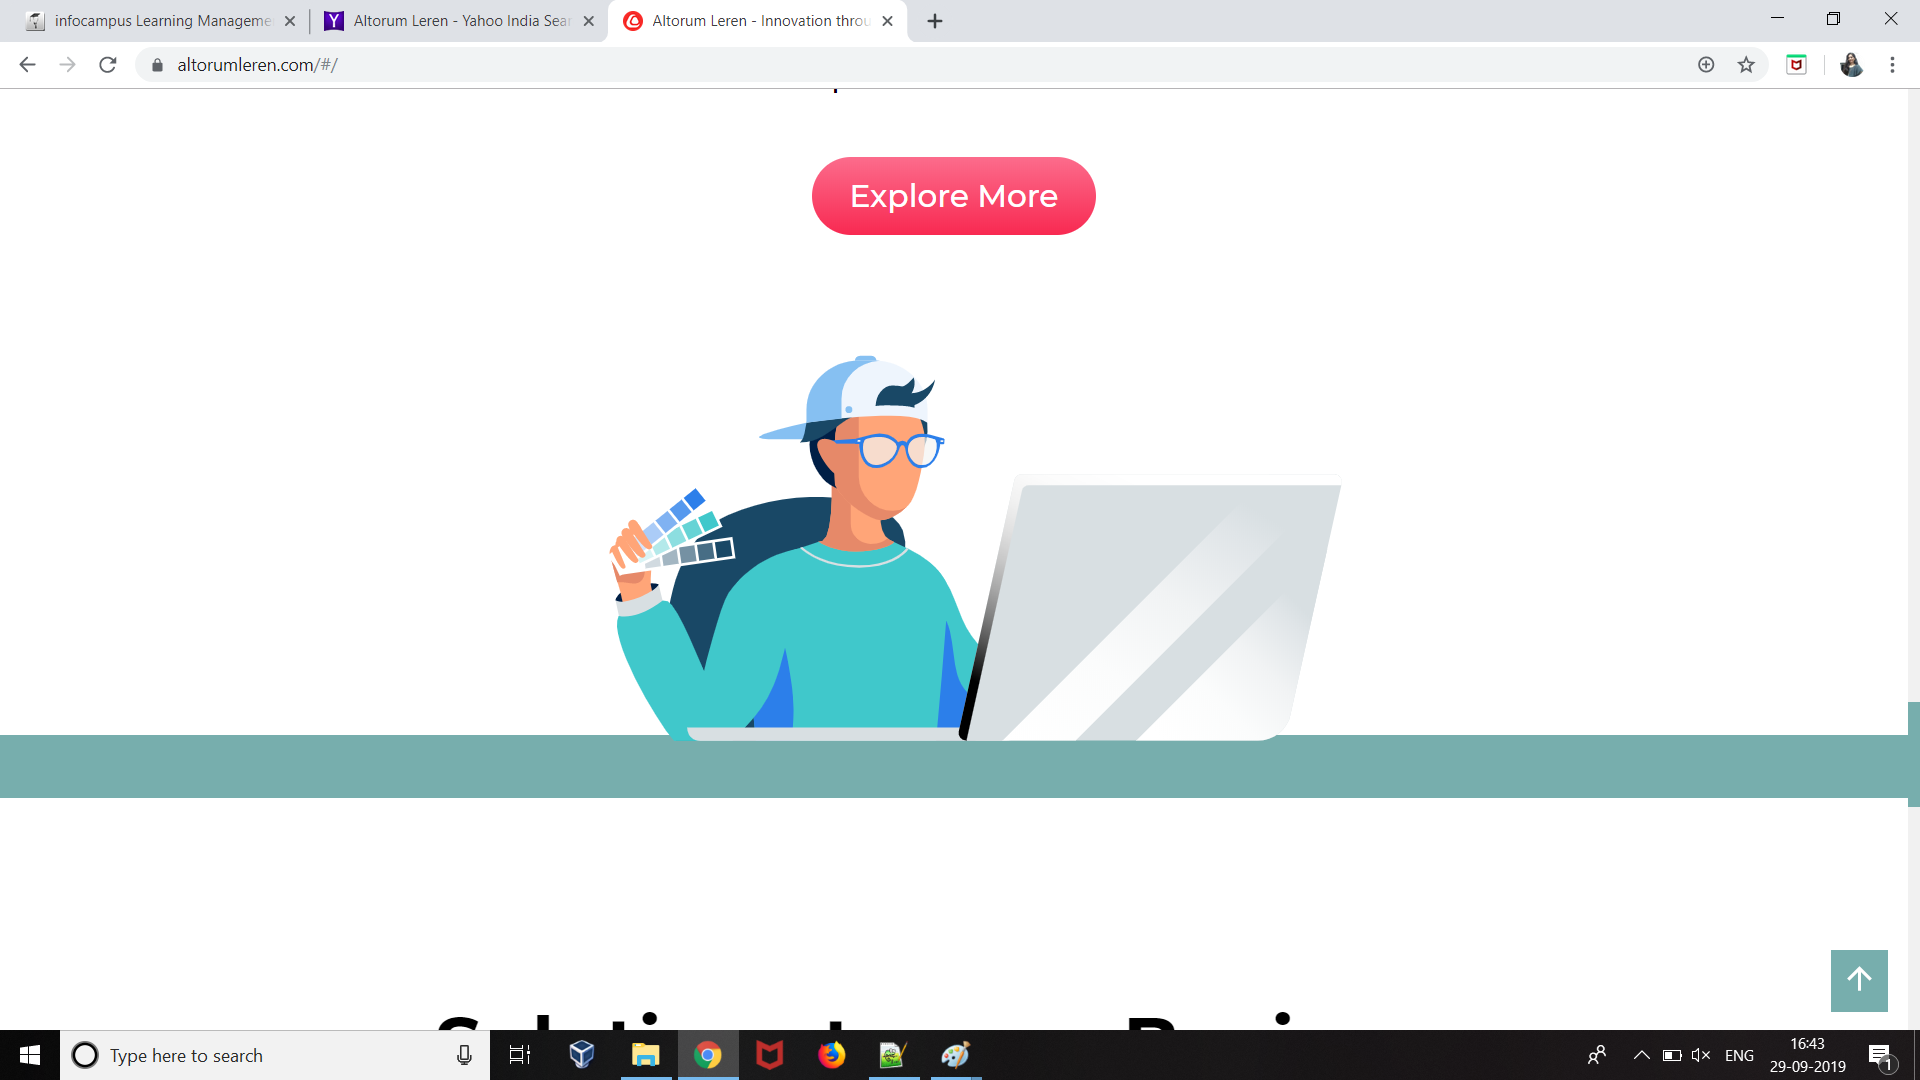 infocampus Learning Manageme
Altorum Leren - Yahoo India Sear
Altorum Leren - Innovation throu
altorumleren.com/#/
Explore More
Type here to search
ENG
16:43
29-09-2019
1